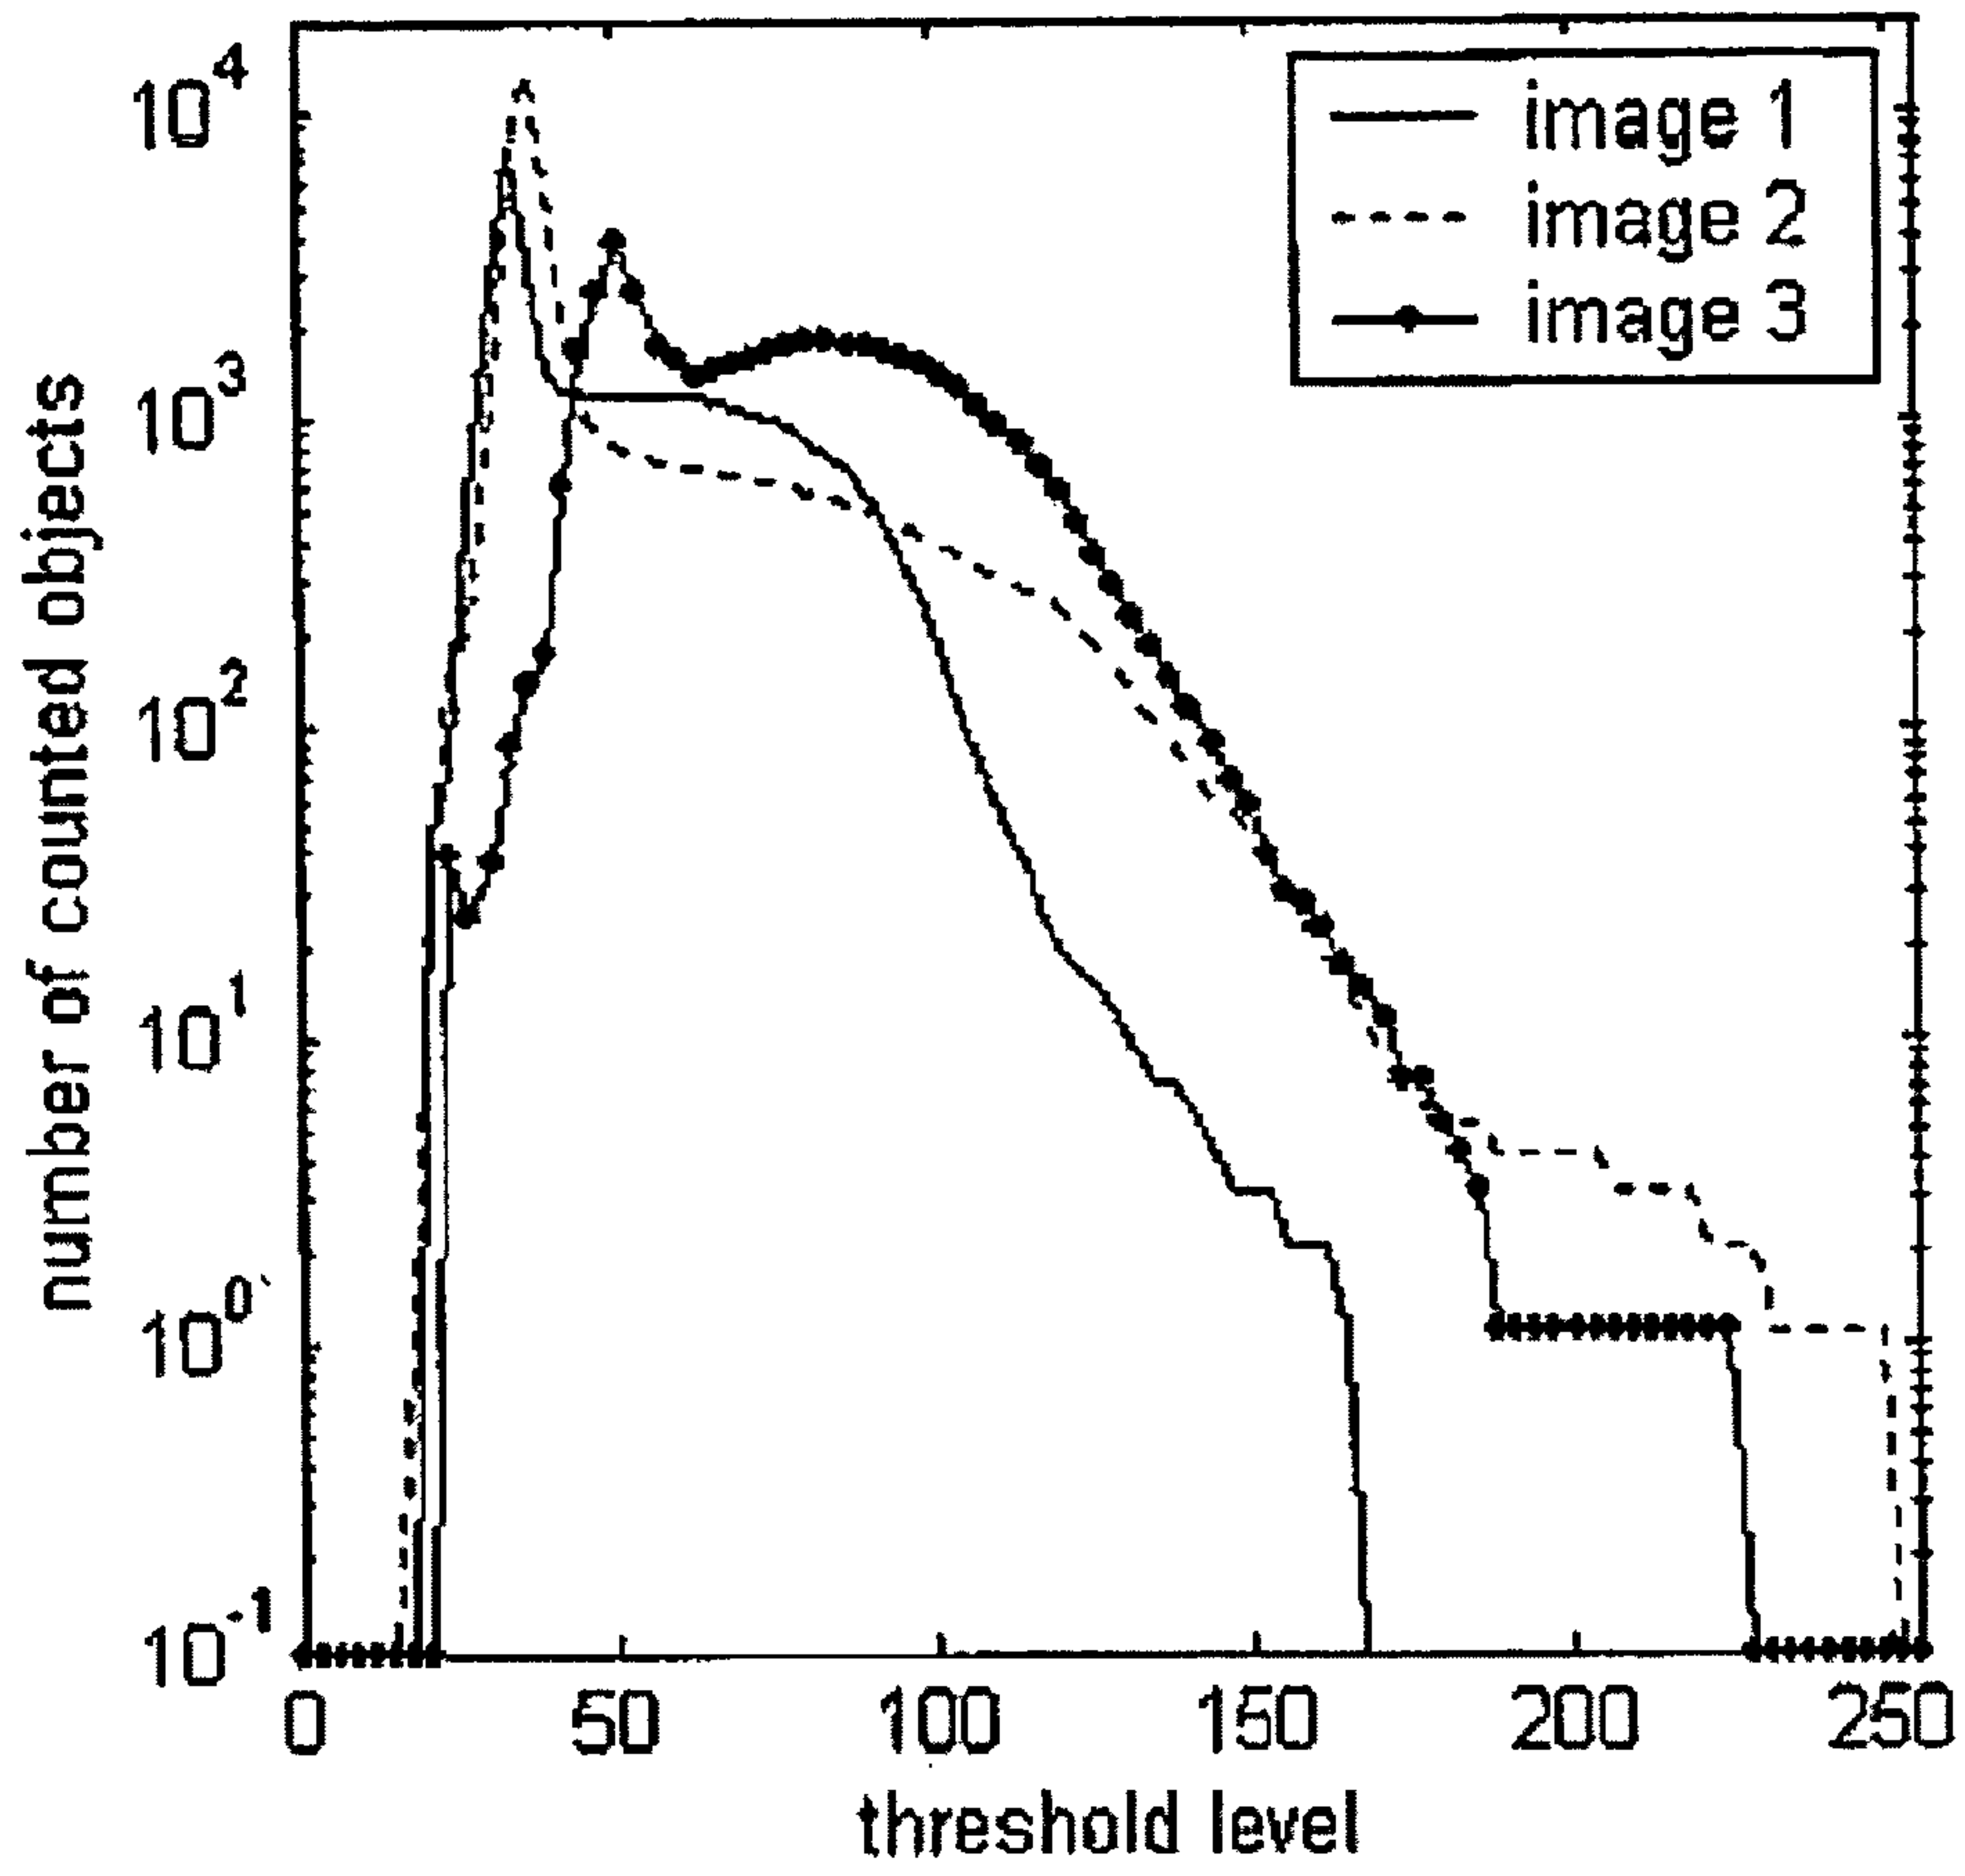 10^4
10^3
10^2
10^1
10^0
10^-1
number of counted objects
image 1
image 2
image 3
0 50 100 150 200 250
threshold level